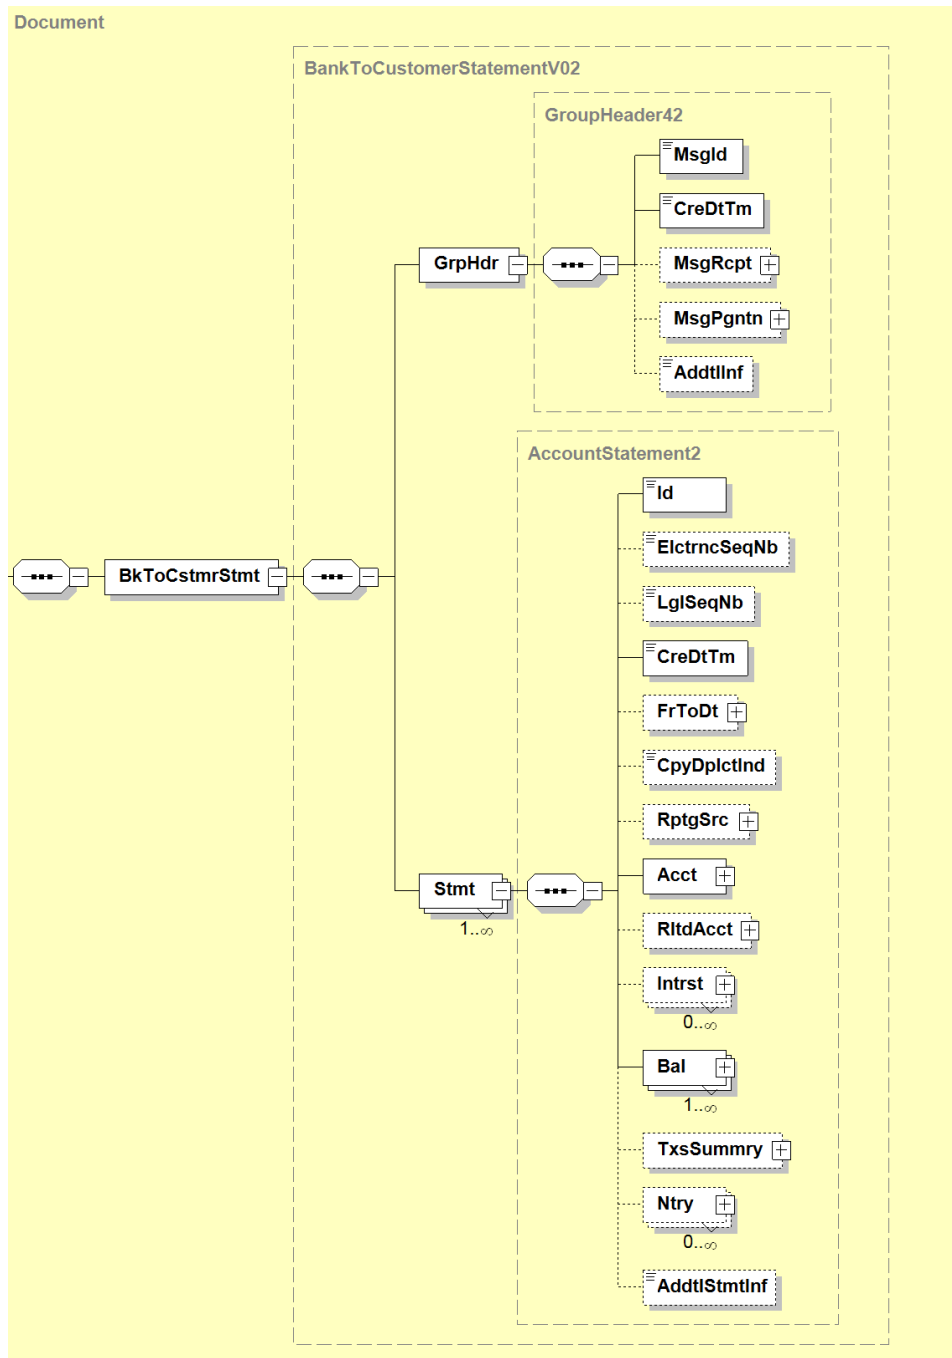 Document
BankToCustomerStatementV02
GroupHeader42
MsgId
CreDtTm
GrpHdr
MsgRcpt
MsgPgntn
AddtlInf
AccountStatement2
Id
ElctrncSeqNb
BkToCstmrStmt
LglSeqNb
CreDtTm
FrToDt
CpyDplctInd
RptgSrc
Stmt
1..∞
Acct
RltdAcct
Intrst
0..∞
Bal
1..∞
TxsSummry
Ntry
0..∞
AddtlStmtInf